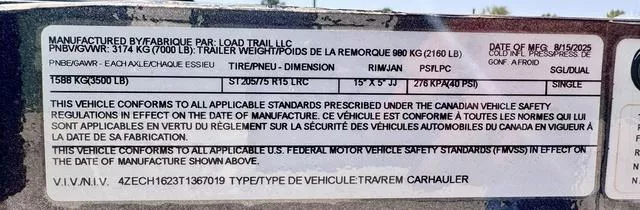 MANUFACTURED BY/FABRIQUE PAR: LOAD TRAIL LLC DATE OF MFG 8/15/2025
PNBV/GVWR: 3174 KG (7000 LB): TRAILER WEIGHT/POIDS DE LA REMORQUE 980 KG (2160 LB) COLD INFL. PRESS/PRESS. DE
PNBE/GAWR- EACH AXLE/CHAQUE ESSIEU TIRE/PNEU - DIMENSION RIM/JAN PSI/LPC GONF. A FROID SGL/DUAL
1588 KG(3500 LB) ST205/75 R15 LRC 15" X 5" JJ 276 KPA(40 PSI) SINGLE
THIS VEHICLE CONFORMS TO ALL APPLICABLE STANDARDS PRESCRIBED UNDER THE CANADIAN VEHICLE SAFETY
REGULATIONS IN EFFECT ON THE DATE OF MANUFACTURE. CE VÉHICULE EST CONFORME À TOUTES LES NORMES QUI LUI
SONT APPLICABLES EN VERTU DU RÈGLEMENT SUR LA SÉCURITÉ DES VÉHICULES AUTOMOBILES DU CANADA EN VIGUEUR À
LA DATE DE SA FABRICATION.
THIS VEHICLE CONFORMS TO ALL APPLICABLE U.S. FEDERAL MOTOR VEHICLE SAFETY STANDARDS (FMVSS) IN EFFECT ON
THE DATE OF MANUFACTURE SHOWN ABOVE.
V.I.V./N.I.V. 4ZECH1623T1367019 TYPE/TYPE DE VEHICULE:TRA/REM CARHAULER